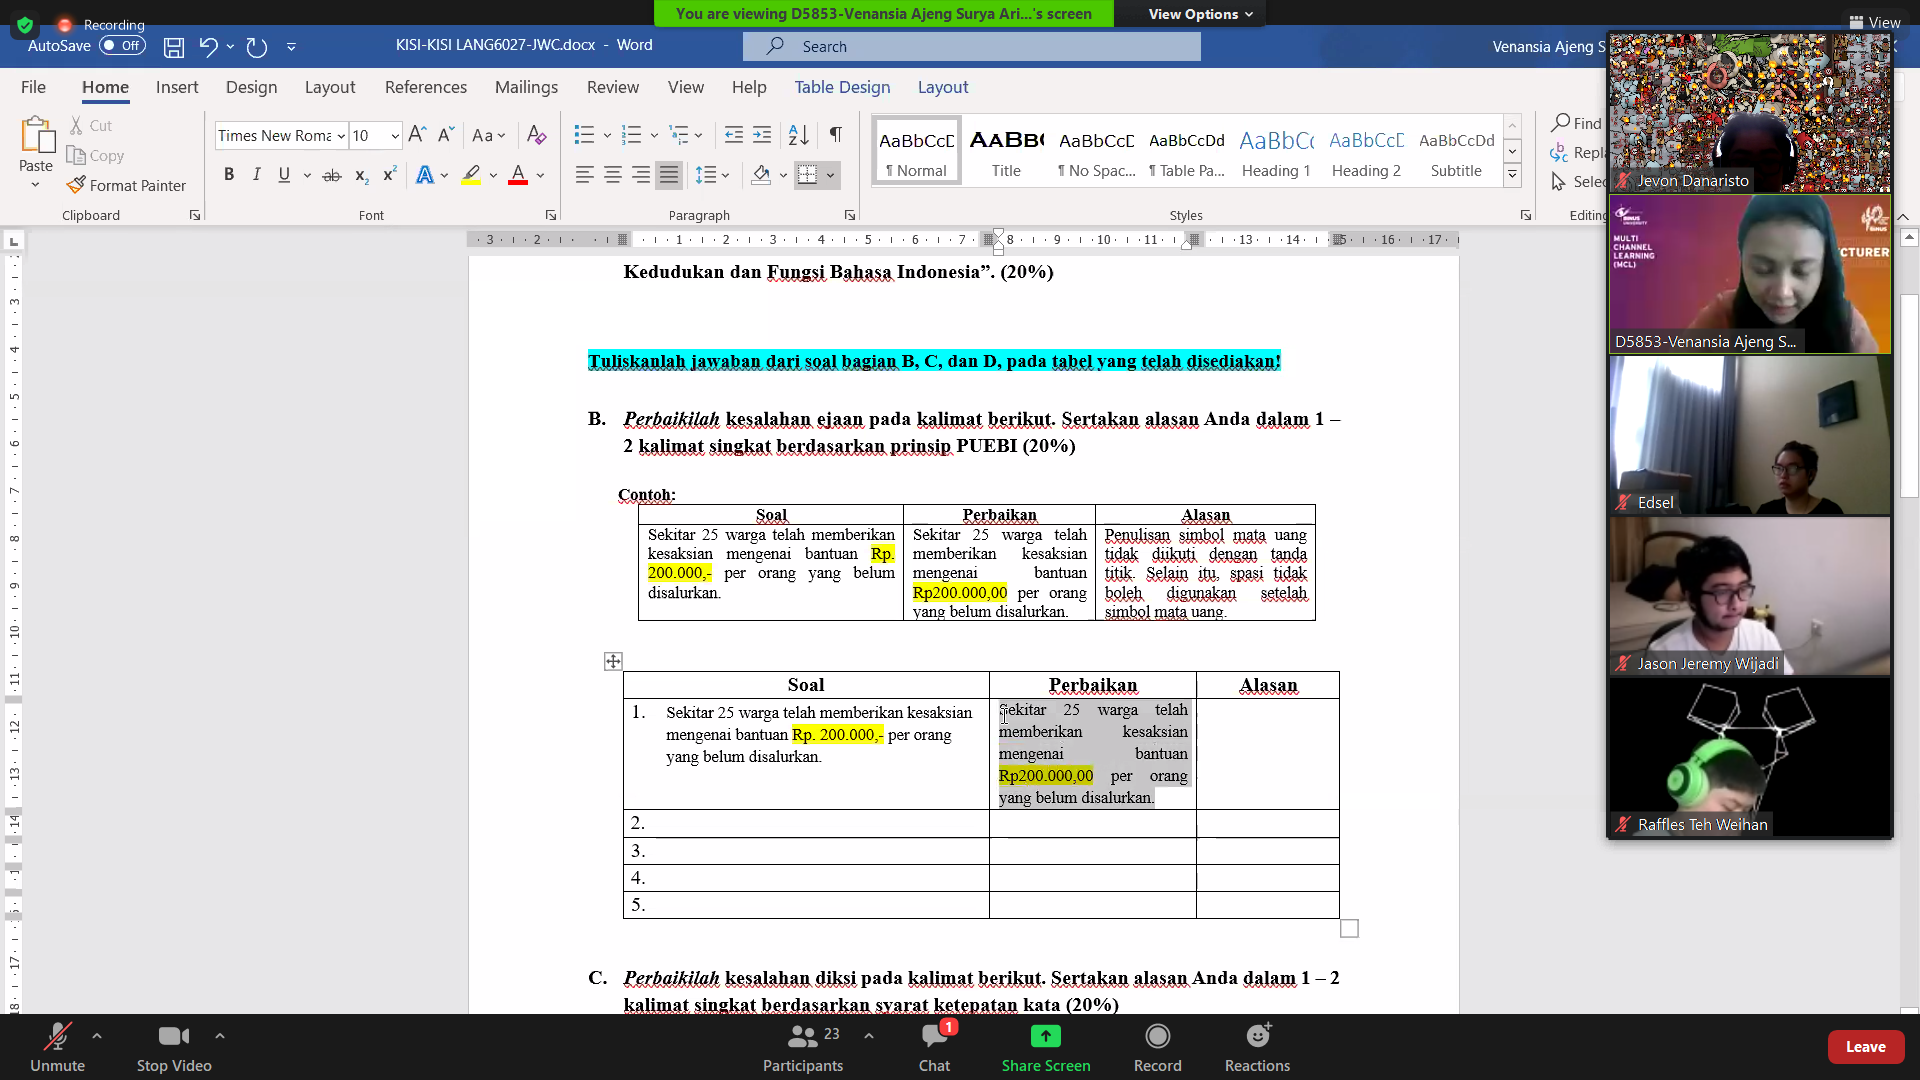 Recording
You are viewing D5853-Venansia Ajeng Surya Ari...'s screen
View Options
View
AutoSave Off
KISI-KISI LANG6027-JWC.docx - Word
Search
Venansia Ajeng S
File Home Insert Design Layout References Mailings Review View Help Table Design Layout
Paste
Cut
Copy
Format Painter
Clipboard
Times New Roma
10
Font
Paragraph
AaBbCcD
¶ Normal
Title
AaBbCcDd
¶ No Spac...
AaBbCcDd
¶ Table Pa...
Heading 1
Heading 2
AaBbCcDd
Subtitle
Styles
Find
Repla
Selec
Editing
Kedudukan dan Fungsi Bahasa Indonesia”. (20%)
Tuliskanlah jawaban dari soal bagian B, C, dan D, pada tabel yang telah disediakan!
B. Perbaikilah kesalahan ejaan pada kalimat berikut. Sertakan alasan Anda dalam 1 –
2 kalimat singkat berdasarkan prinsip PUEBI (20%)
Contoh:
Soal Perbaikan Alasan
Sekitar 25 warga telah memberikan
kesaksian mengenai bantuan Rp.
200.000,- per orang yang belum
disalurkan.
Sekitar 25 warga telah
memberikan kesaksian
mengenai bantuan
Rp200.000,00 per orang
yang belum disalurkan.
Penulisan simbol mata uang
tidak diikuti dengan tanda
titik. Selain itu, spasi tidak
boleh digunakan setelah
simbol mata uang.
Soal Perbaikan Alasan
1. Sekitar 25 warga telah memberikan kesaksian
mengenai bantuan Rp. 200.000,- per orang
yang belum disalurkan.
Sekitar 25 warga telah
memberikan kesaksian
mengenai bantuan
Rp200.000,00 per orang
yang belum disalurkan.
2.
3.
4.
5.
C. Perbaikilah kesalahan diksi pada kalimat berikut. Sertakan alasan Anda dalam 1 – 2
kalimat singkat berdasarkan syarat ketepatan kata (20%)
Jevon Danaristo
BINUS UNIVERSITY
MULTI
CHANNEL
LEARNING
(MCL)
CTURER
D5853-Venansia Ajeng S...
Edsel
Jason Jeremy Wijadi
Raffles Teh Weihan
Unmute
Stop Video
Participants
23
Chat
1
Share Screen
Record
Reactions
Leave